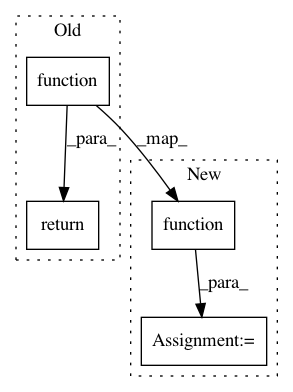 Old
function
_para_
_map_
New
return
function
_para_
Assignment:=